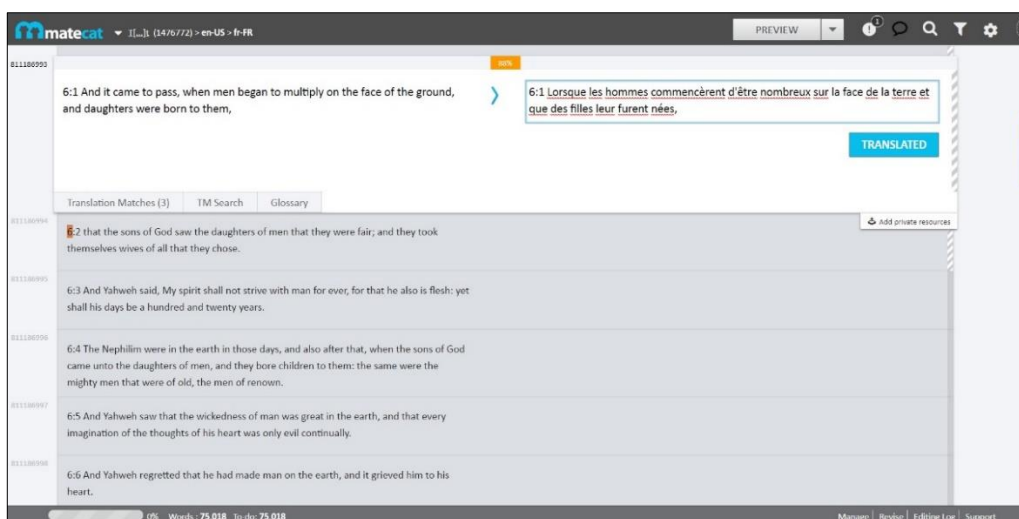 matecat
1[...]t (1476772) > en-US > fr-FR
PREVIEW
1
811186993
6:1 And it came to pass, when men began to multiply on the face of the ground,
and daughters were born to them,
6:1 Lorsque les hommes commencèrent d'être nombreux sur la face de la terre et
que des filles leur furent nées,
TRANSLATED
Translation Matches (3) TM Search Glossary
Add private resources
811186994
6:2 that the sons of God saw the daughters of men that they were fair; and they took
themselves wives of all that they chose.
811186995
6:3 And Yahweh said, My spirit shall not strive with man for ever, for that he also is flesh: yet
shall his days be a hundred and twenty years.
811186996
6:4 The Nephilim were in the earth in those days, and also after that, when the sons of God
came unto the daughters of men, and they bore children to them: the same were the
mighty men that were of old, the men of renown.
811186997
6:5 And Yahweh saw that the wickedness of man was great in the earth, and that every
imagination of the thoughts of his heart was only evil continually.
811186998
6:6 And Yahweh regretted that he had made man on the earth, and it grieved him to his
heart.
0% Words : 75,018 To-do: 75,018
Manage | Revise | Editing Log | Support